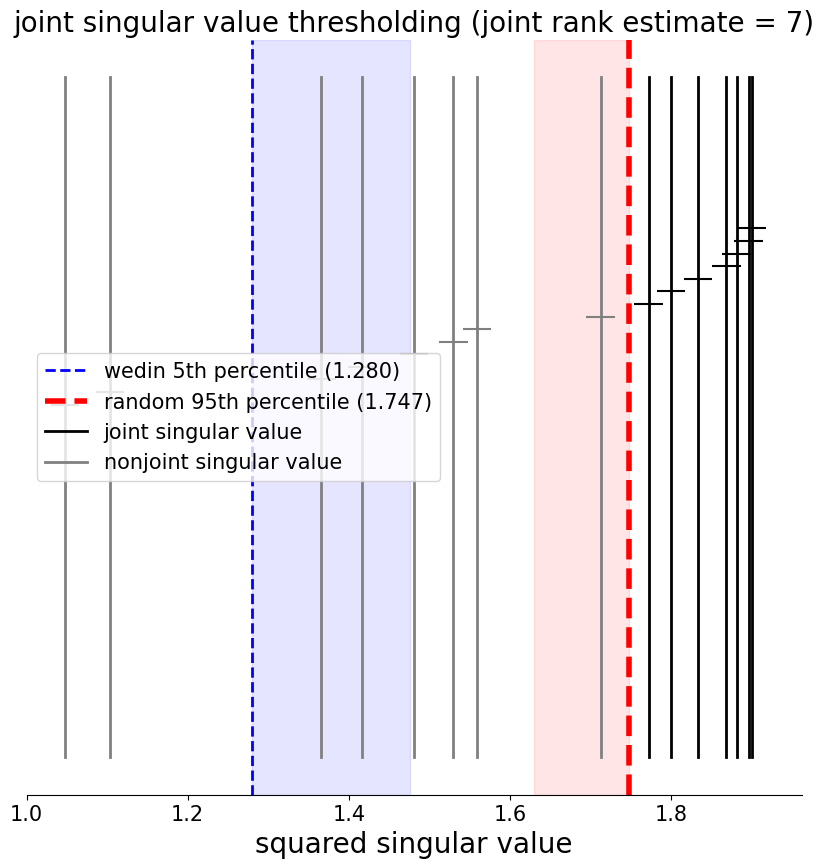 joint singular value thresholding (joint rank estimate = 7)
wedin 5th percentile (1.280)
random 95th percentile (1.747)
joint singular value
nonjoint singular value
1.0 1.2 1.4 1.6 1.8
squared singular value